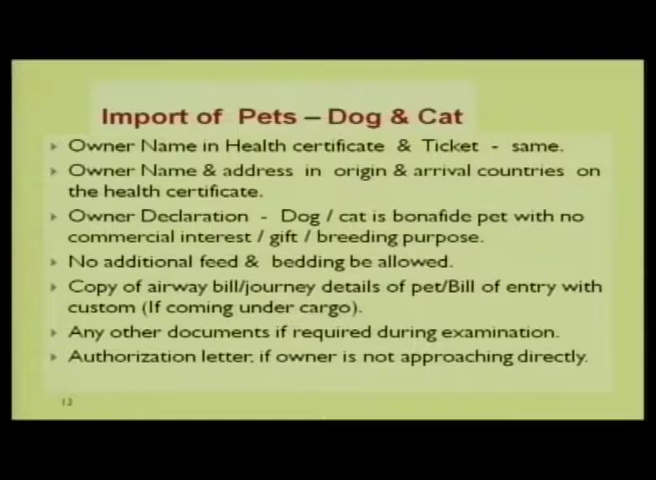 Import of Pets – Dog & Cat
Owner Name in Health certificate & Ticket - same.
Owner Name & address in origin & arrival countries on
the health certificate.
Owner Declaration - Dog / cat is bonafide pet with no
commercial interest / gift / breeding purpose.
No additional feed & bedding be allowed.
Copy of airway bill/journey details of pet/Bill of entry with
custom (If coming under cargo).
Any other documents if required during examination.
Authorization letter, if owner is not approaching directly.
12